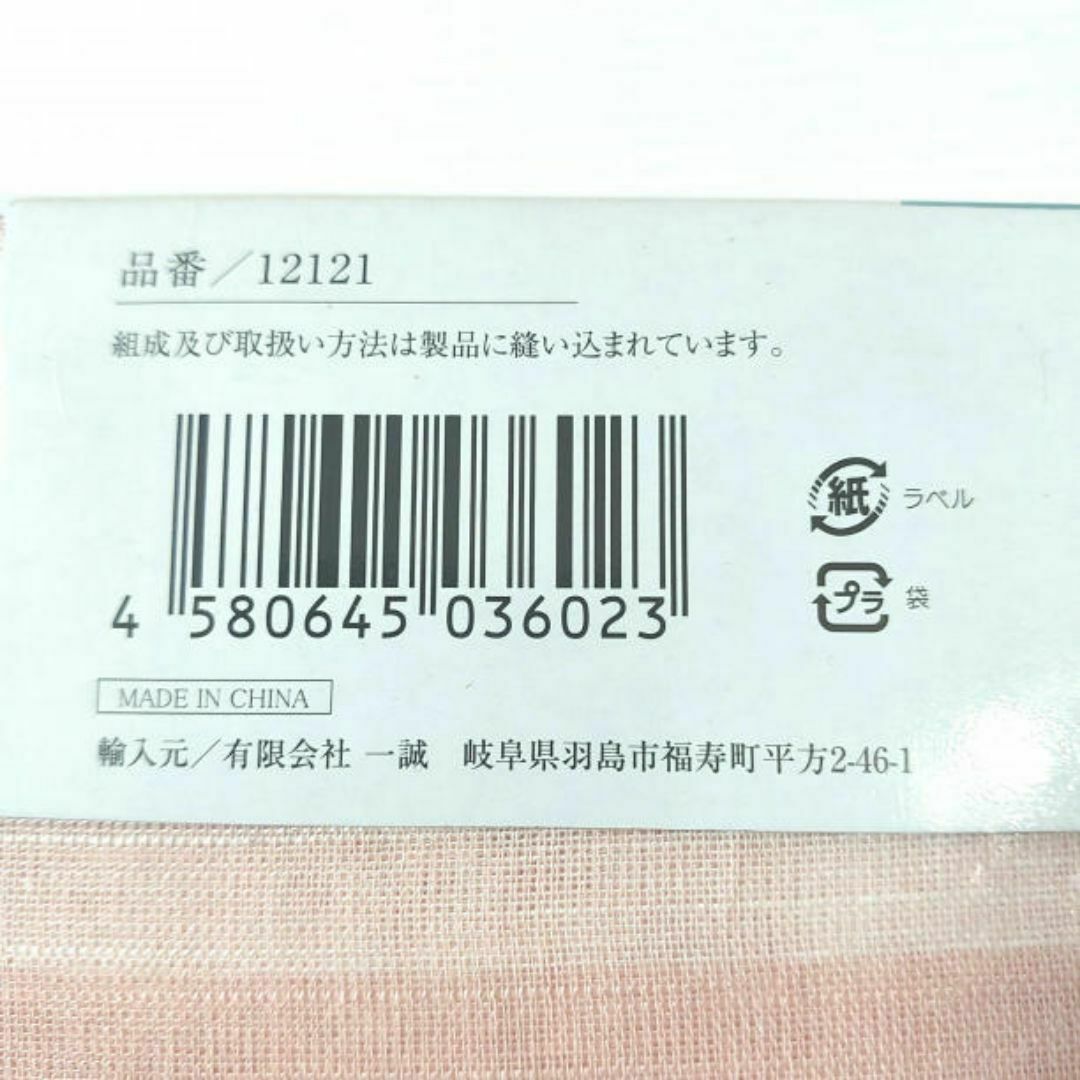 品番／12121
組成及び取扱い方法は製品に縫い込まれています。
4 580645 036023
紙 ラベル
プラ 袋
MADE IN CHINA
輸入元／有限会社 一誠　岐阜県羽島市福寿町平方2-46-1